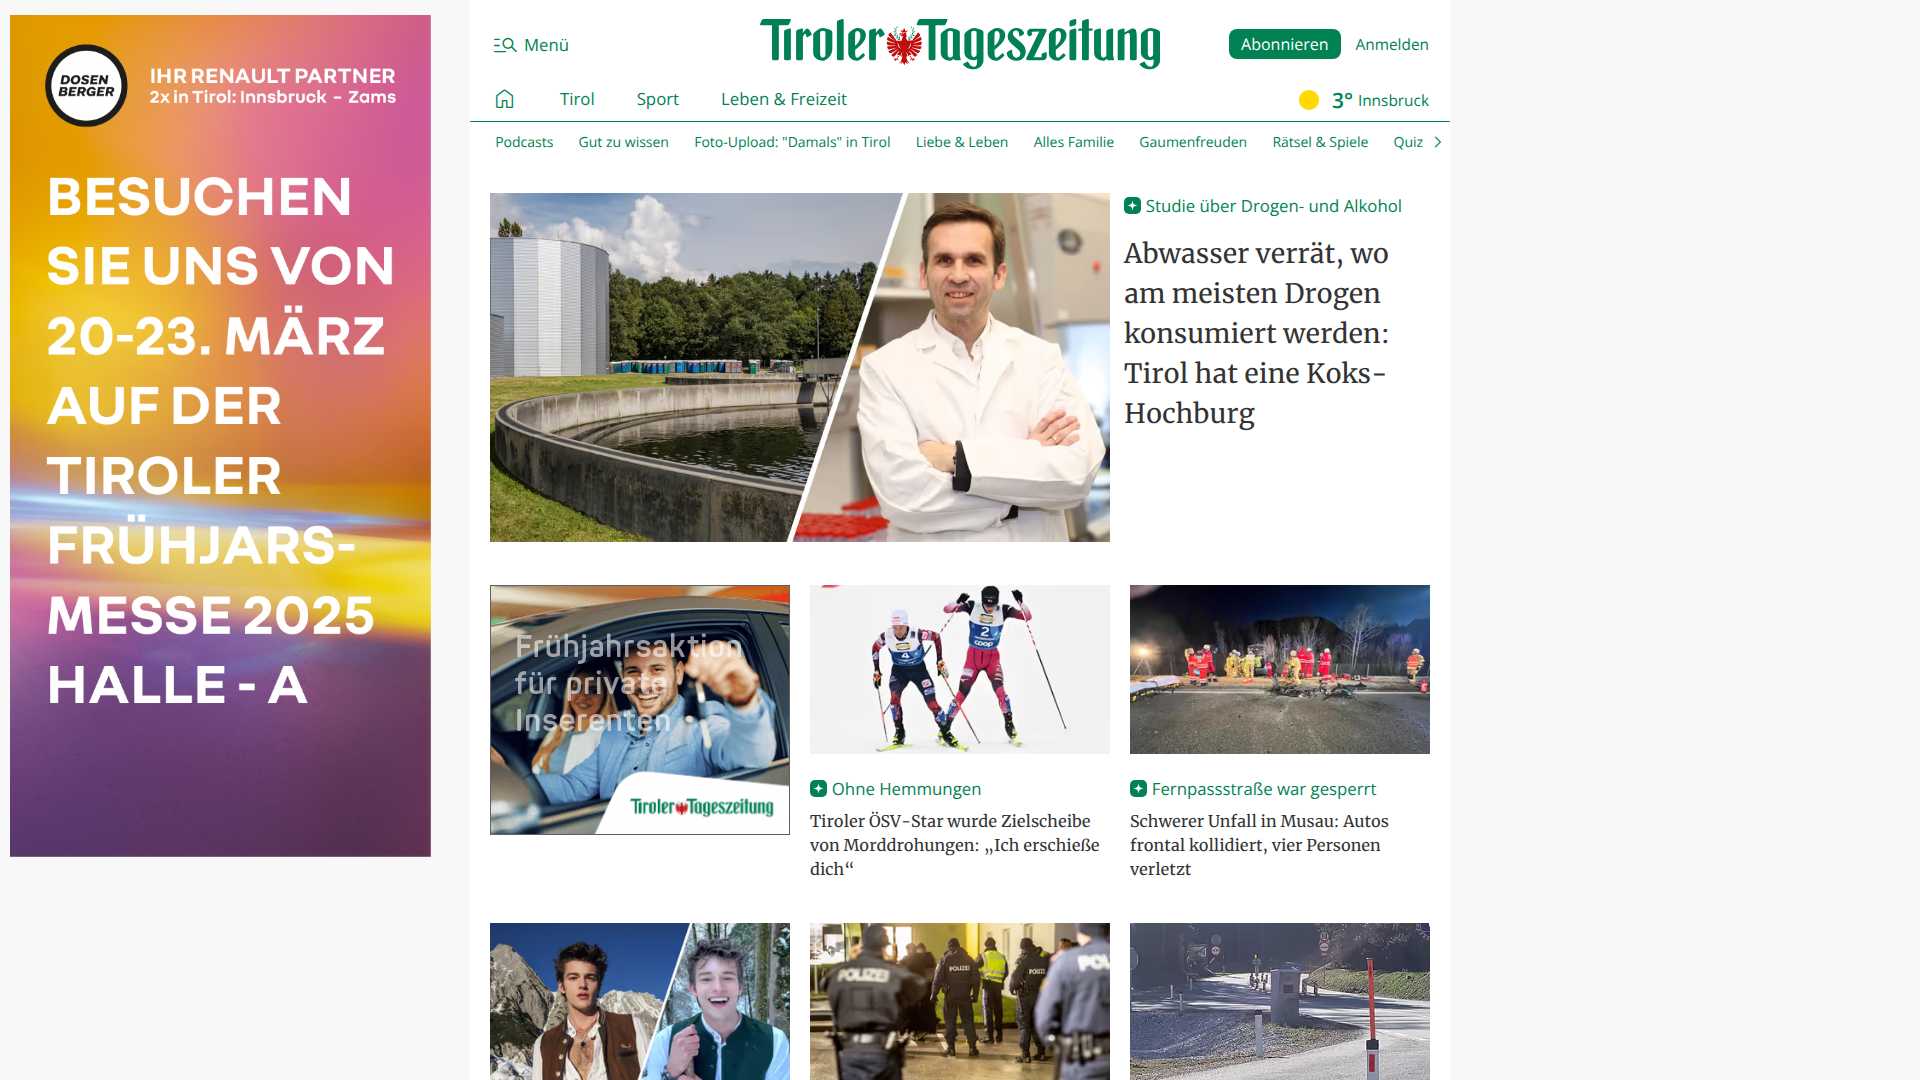 DOSEN
BERGER
IHR RENAULT PARTNER
2x in Tirol: Innsbruck - Zams
BESUCHEN
SIE UNS VON
20-23. MÄRZ
AUF DER
TIROLER
FRÜHJARS-
MESSE 2025
HALLE - A
Menü
Tiroler Tageszeitung
Abonnieren
Anmelden
Tirol
Sport
Leben & Freizeit
3° Innsbruck
Podcasts
Gut zu wissen
Foto-Upload: "Damals" in Tirol
Liebe & Leben
Alles Familie
Gaumenfreuden
Rätsel & Spiele
Quiz
Studie über Drogen- und Alkohol
Abwasser verrät, wo
am meisten Drogen
konsumiert werden:
Tirol hat eine Koks-
Hochburg
Frühjahrsaktion
für private
Inserenten
Tiroler Tageszeitung
4
2
coop
Ohne Hemmungen
Tiroler ÖSV-Star wurde Zielscheibe
von Morddrohungen: „Ich erschieße
dich“
Fernpassstraße war gesperrt
Schwerer Unfall in Musau: Autos
frontal kollidiert, vier Personen
verletzt
POLIZEI
POLIZEI
POLIZEI